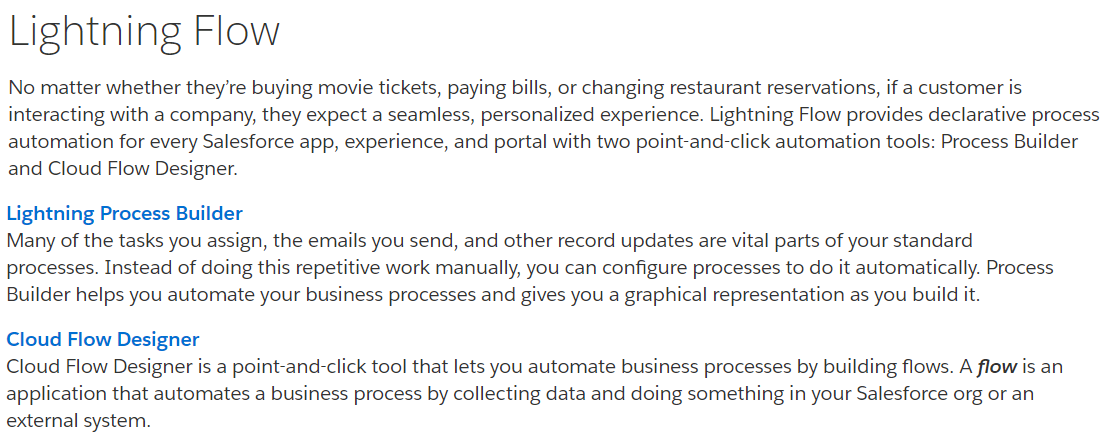 Lightning Flow
No matter whether they’re buying movie tickets, paying bills, or changing restaurant reservations, if a customer is
interacting with a company, they expect a seamless, personalized experience. Lightning Flow provides declarative process
automation for every Salesforce app, experience, and portal with two point-and-click automation tools: Process Builder
and Cloud Flow Designer.
Lightning Process Builder
Many of the tasks you assign, the emails you send, and other record updates are vital parts of your standard
processes. Instead of doing this repetitive work manually, you can configure processes to do it automatically. Process
Builder helps you automate your business processes and gives you a graphical representation as you build it.
Cloud Flow Designer
Cloud Flow Designer is a point-and-click tool that lets you automate business processes by building flows. A flow is an
application that automates a business process by collecting data and doing something in your Salesforce org or an
external system.